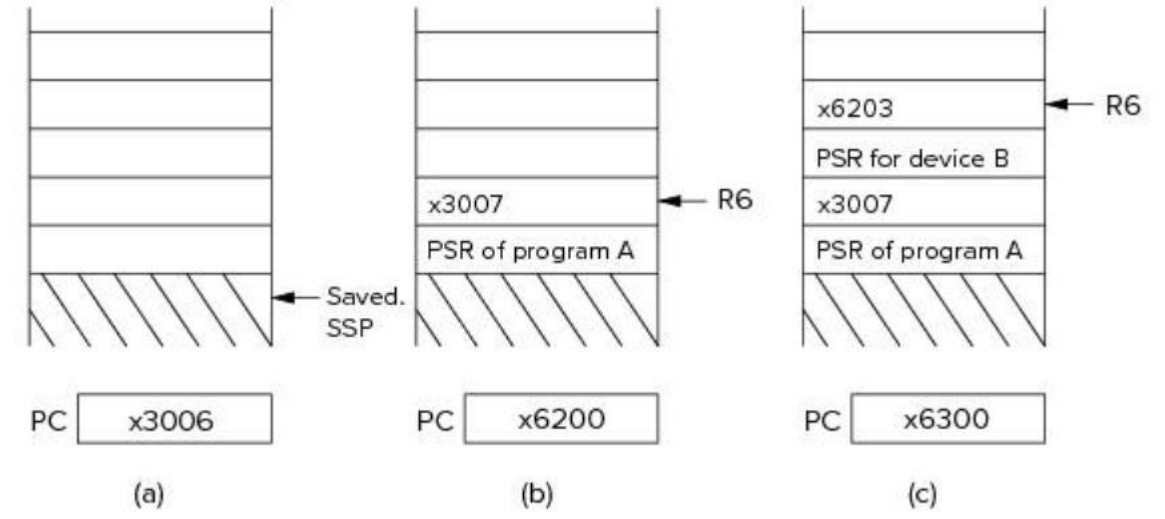 Saved.
SSP
PC x3006
(a)
x3007
R6
PSR of program A
PC x6200
(b)
x6203
R6
PSR for device B
x3007
PSR of program A
PC x6300
(c)